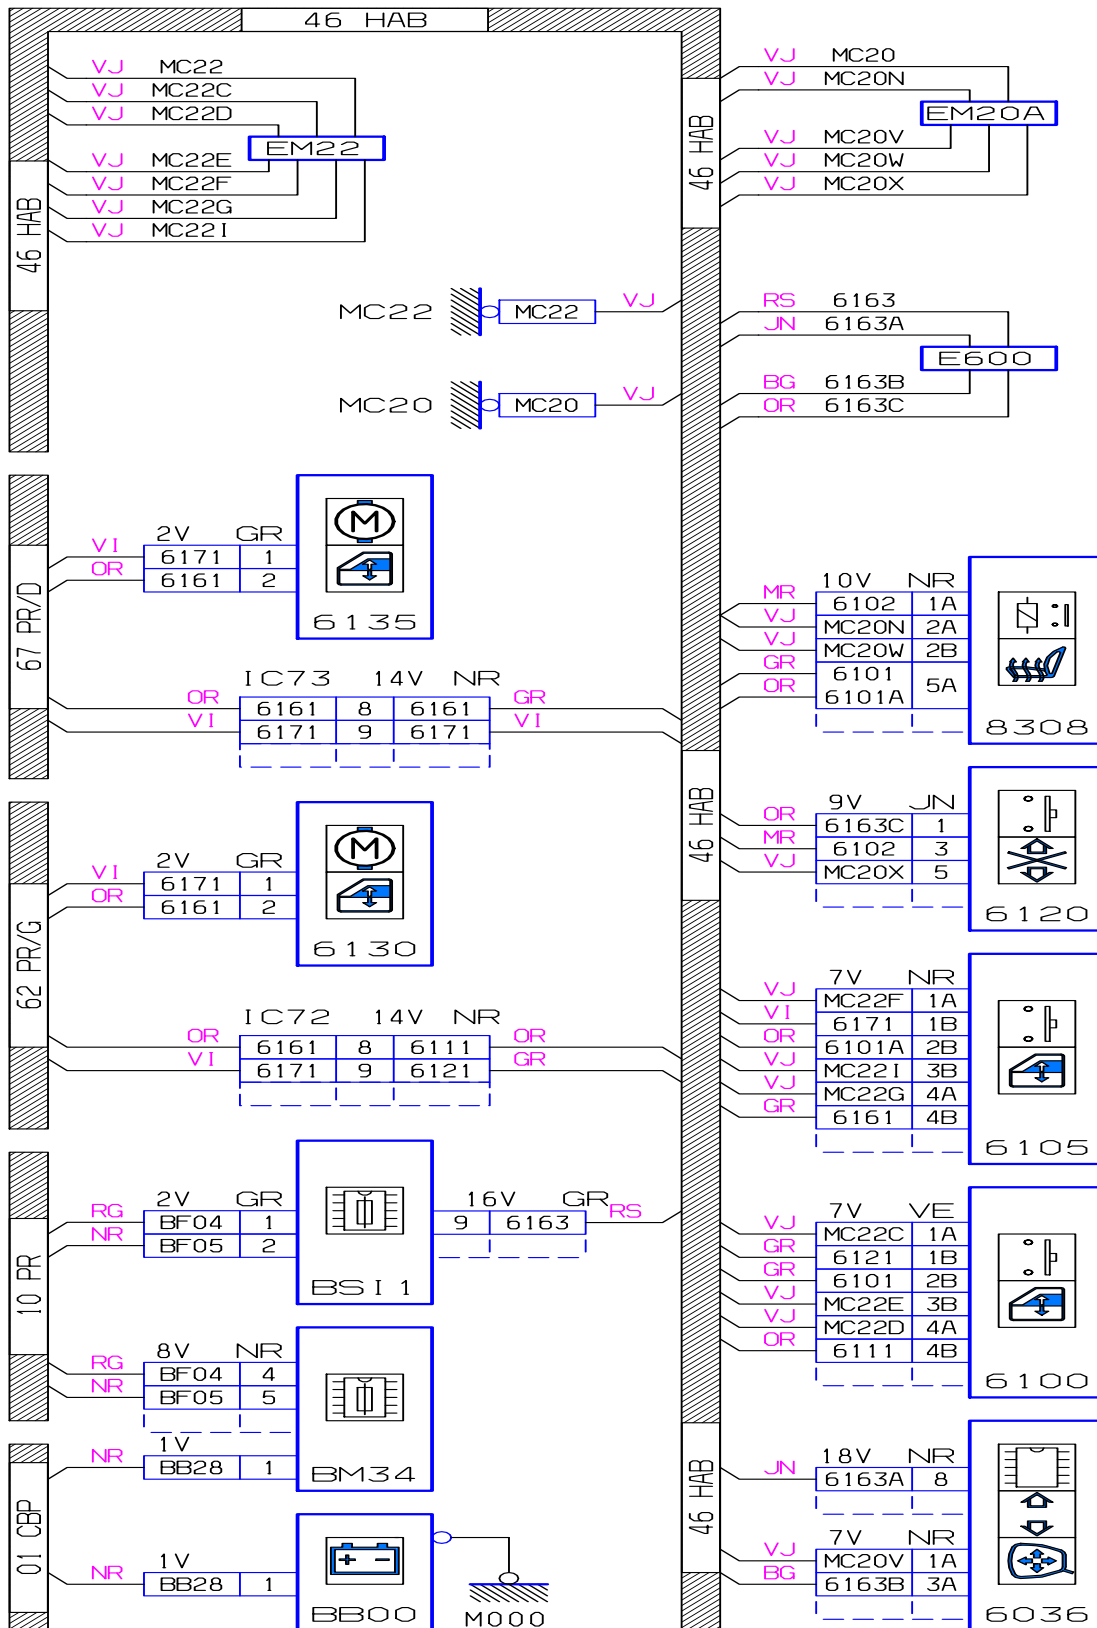 46 HAB
VJ MC22
VJ MC22C
VJ MC22D
EM22
VJ MC22E
VJ MC22F
VJ MC22G
VJ MC22I
46 HAB
VJ MC20
VJ MC20N
EM20A
VJ MC20V
VJ MC20W
VJ MC20X
46 HAB
MC22 MC22 VJ
MC20 MC20 VJ
RS 6163
JN 6163A
E600
BG 6163B
OR 6163C
67 PR/D
2V GR
VI 6171 1
OR 6161 2
M
6135
IC73 14V NR
OR 6161 8 6161 GR
VI 6171 9 6171 VI
62 PR/G
2V GR
VI 6171 1
OR 6161 2
M
6130
IC72 14V NR
OR 6161 8 6111 OR
VI 6171 9 6121 GR
10 PR
2V GR
RG BF04 1
NR BF05 2
BSI1
16V GR
9 6163 RS
8V NR
RG BF04 4
NR BF05 5
1V
NR BB28 1
BM34
01 CBP
1V
NR BB28 1
+ -
BB00
M000
46 HAB
10V NR
MR 6102 1A
VJ MC20N 2A
VJ MC20W 2B
GR 6101 5A
OR 6101A
8308
9V JN
OR 6163C 1
MR 6102 3
VJ MC20X 5
6120
7V NR
VJ MC22F 1A
VI 6171 1B
OR 6101A 2B
VJ MC22I 3B
VJ MC22G 4A
GR 6161 4B
6105
7V VE
VJ MC22C 1A
GR 6121 1B
GR 6101 2B
VJ MC22E 3B
VJ MC22D 4A
OR 6111 4B
6100
46 HAB
18V NR
JN 6163A 8
7V NR
VJ MC20V 1A
BG 6163B 3A
6036